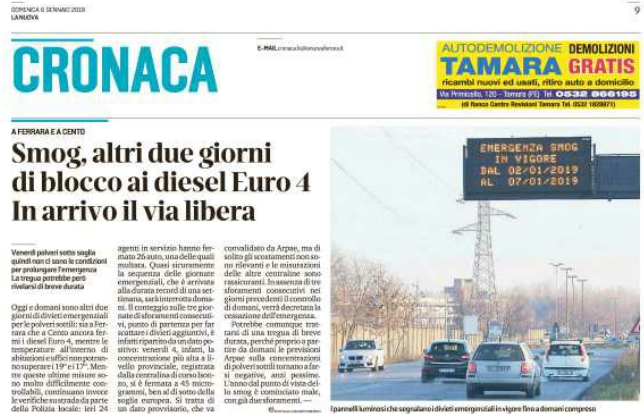 DOMENICA 6 GENNAIO 2019
LA NUOVA
9
CRONACA
E-MAIL cronaca.fe@lanuovaferrara.it
AUTODEMOLIZIONE DEMOLIZIONI
TAMARA GRATIS
ricambi nuovi ed usati, ritiro auto a domicilio
Via Primicello, 120 - Tamara (FE) Tel. 0532 866195
(di fianco Centro Revisioni Tamara Tel. 0532 1828871)
A FERRARA E A CENTO
Smog, altri due giorni
di blocco ai diesel Euro 4
In arrivo il via libera
Venerdì polveri sotto soglia
quindi non ci sono le condizioni
per prolungare l'emergenza
La tregua potrebbe però
rivelarsi di breve durata
Oggi e domani sono altri due
giorni di divieti emergenziali
per le polveri sottili: sia a Fer-
rara che a Cento ancora fer-
mi i diesel Euro 4, mentre le
temperature all'interno di
abitazioni e uffici non potran-
no superare i 19° e i 17°. Men-
tre queste ultime misure so-
no molto difficilmente con-
trollabili, continuano invece
le verifiche su strada da parte
della Polizia locale: ieri 24
agenti in servizio hanno fer-
mato 26 auto, una delle quali
multata. Quasi sicuramente
la sequenza delle giornate
emergenziali, che è arrivata
alla durata record di una set-
timana, sarà interrotta doma-
ni. Il conteggio sulle tre gior-
nate di sforamenti consecuti-
vi, punto di partenza per far
scattare i divieti aggiuntivi, è
infatti ripartito da un dato po-
sitivo: venerdì 4, infatti, la
concentrazione più alta a li-
vello provinciale, registrata
dalla centralina di corso Ison-
zo, si è fermata a 45 micro-
grammi, ben al di sotto della
soglia europea. Si tratta di
un dato provvisorio, che va
convalidato da Arpae, ma di
solito gli scostamenti non so-
no rilevanti e le misurazioni
delle altre centraline sono
rassicuranti. In assenza di tre
sforamenti consecutivi nei
giorni precedenti il controllo
di domani, verrà decretata la
cessazione dell'emergenza.
Potrebbe comunque trat-
tarsi di una tregua di breve
durata, perché proprio a par-
tire da domani le previsioni
Arpae sulla concentrazioni
di polveri sottili tornano a far-
si negative, anzi pessime.
L'anno dal punto di vista del-
lo smog è cominciato male,
con già due sforamenti. —
EMERGENZA SMOG
IN VIGORE
DAL 02/01/2019
AL 07/01/2019
I pannelli luminosi che segnalano i divieti emergenziali in vigore fino a domani compreso